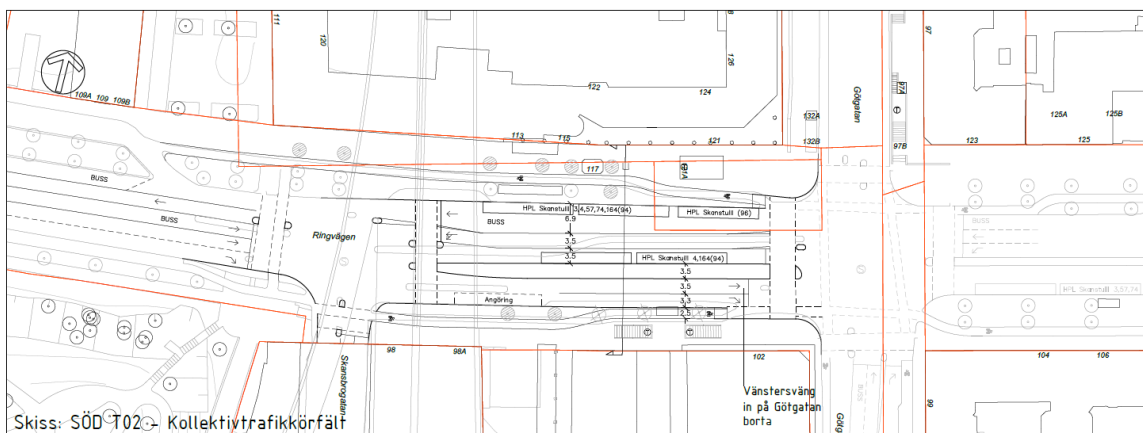 111
120
126
97
109A 109 109B
122
124
97A
Götgatan
132A
125A
125B
113
115
121
132B
97B
123
125
117
121A
BUSS
BUSS
HPL Skanstull 3,4,57,74,164(94)
HPL Skanstull (96)
BUSS
6.9
BUSS
Ringvägen
3.5
3.5
HPL Skanstull 4,164(94)
3.5
3.5
3.3
2.5
Angöring
HPL Skanstull 3,57,74
98
98A
102
104
106
Skansbrogatan
BUSS
99
Vänstersväng
in på Götgatan
borta
Göt
Skiss: SÖD T02 - Kollektivtrafikkörfält